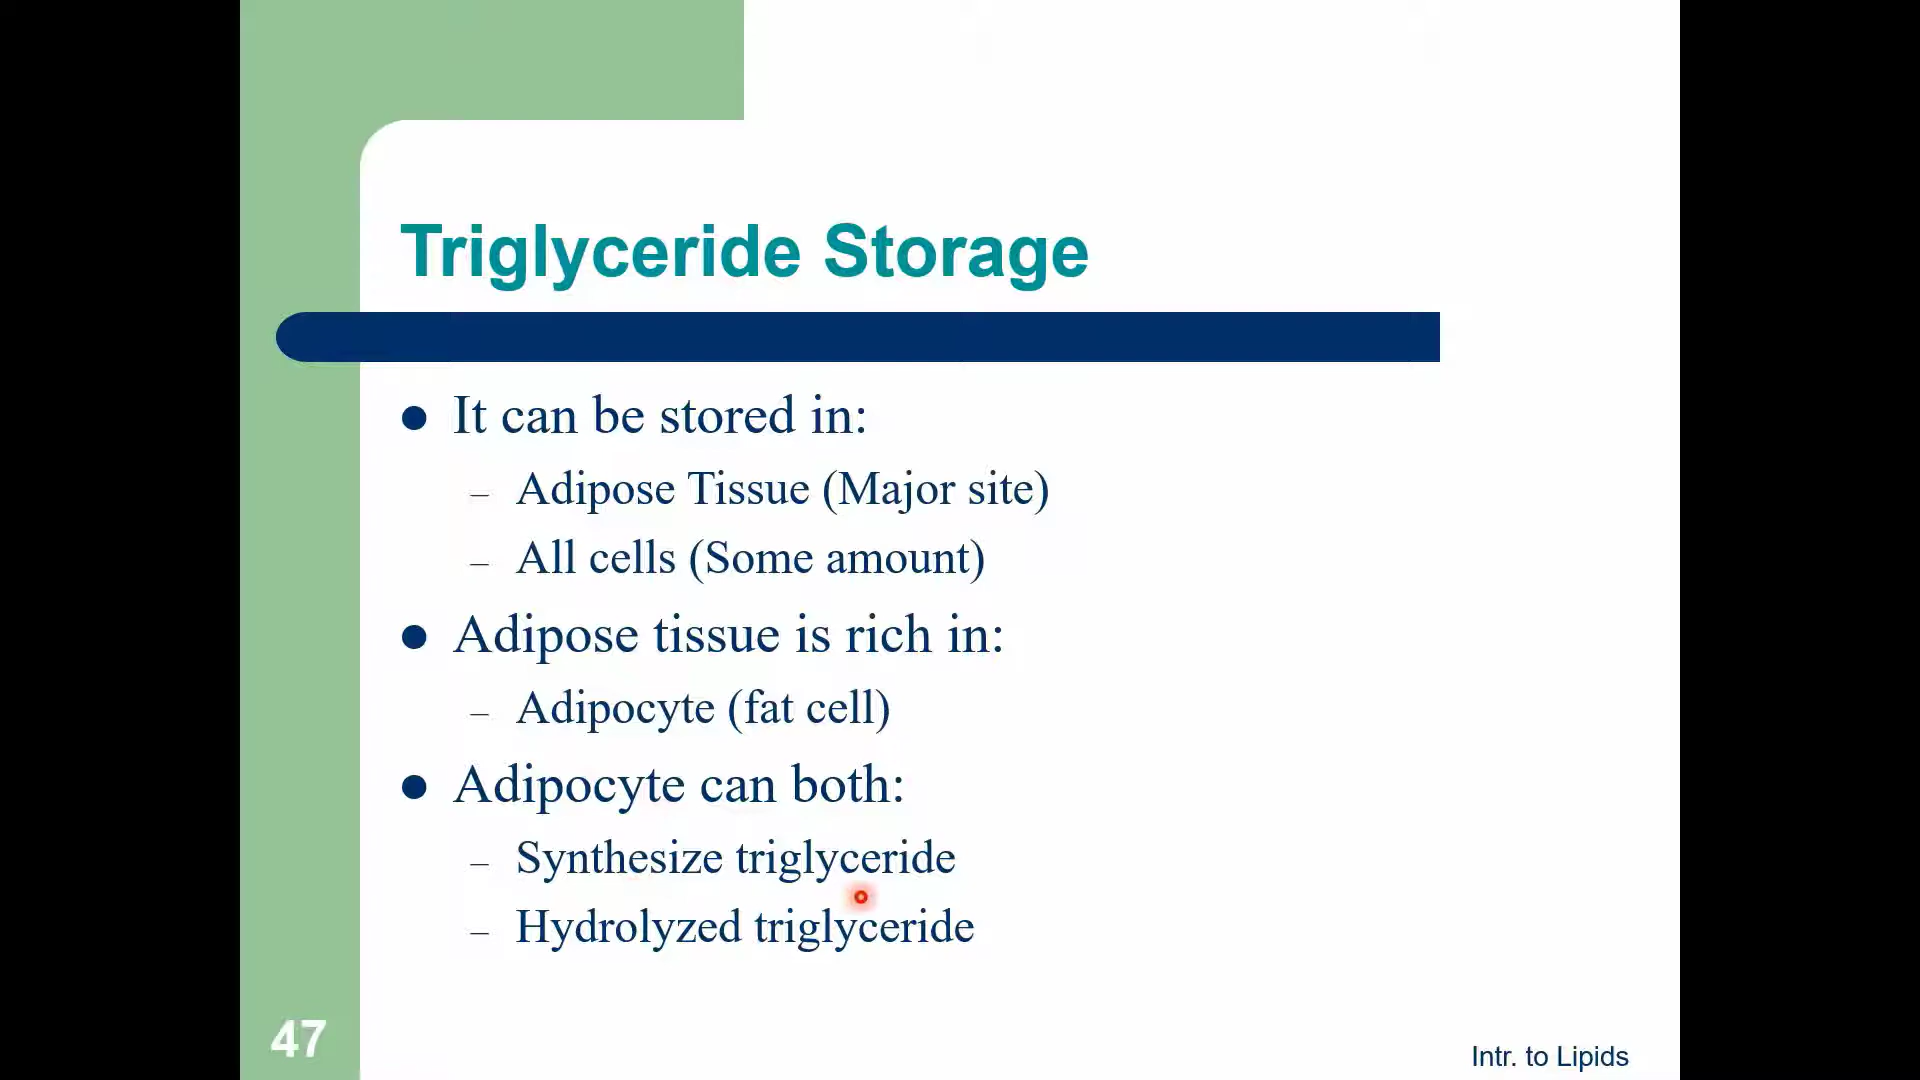 Triglyceride Storage
● It can be stored in:
– Adipose Tissue (Major site)
– All cells (Some amount)
● Adipose tissue is rich in:
– Adipocyte (fat cell)
● Adipocyte can both:
– Synthesize triglyceride
– Hydrolyzed triglyceride
47
Intr. to Lipids